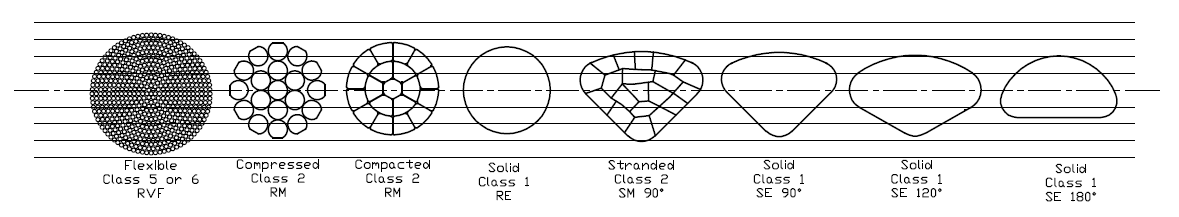 Flexible
Class 5 or 6
RVF
Compressed
Class 2
RM
Compacted
Class 2
RM
Solid
Class 1
RE
Stranded
Class 2
SM 90°
Solid
Class 1
SE 90°
Solid
Class 1
SE 120°
Solid
Class 1
SE 180°